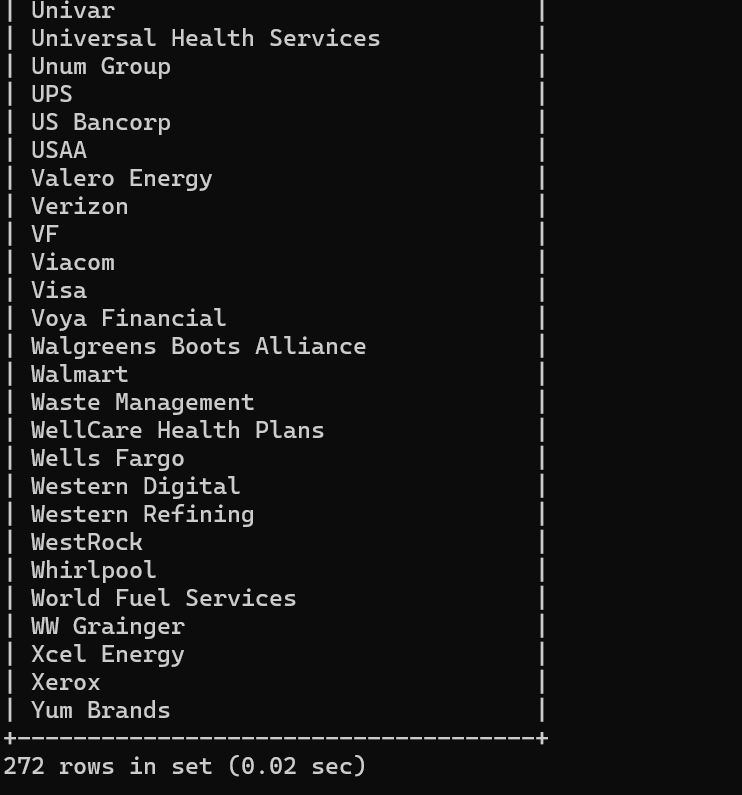 | Univar |
| Universal Health Services |
| Unum Group |
| UPS |
| US Bancorp |
| USAA |
| Valero Energy |
| Verizon |
| VF |
| Viacom |
| Visa |
| Voya Financial |
| Walgreens Boots Alliance |
| Walmart |
| Waste Management |
| WellCare Health Plans |
| Wells Fargo |
| Western Digital |
| Western Refining |
| WestRock |
| Whirlpool |
| World Fuel Services |
| WW Grainger |
| Xcel Energy |
| Xerox |
| Yum Brands |
+-------------------------------------+
272 rows in set (0.02 sec)